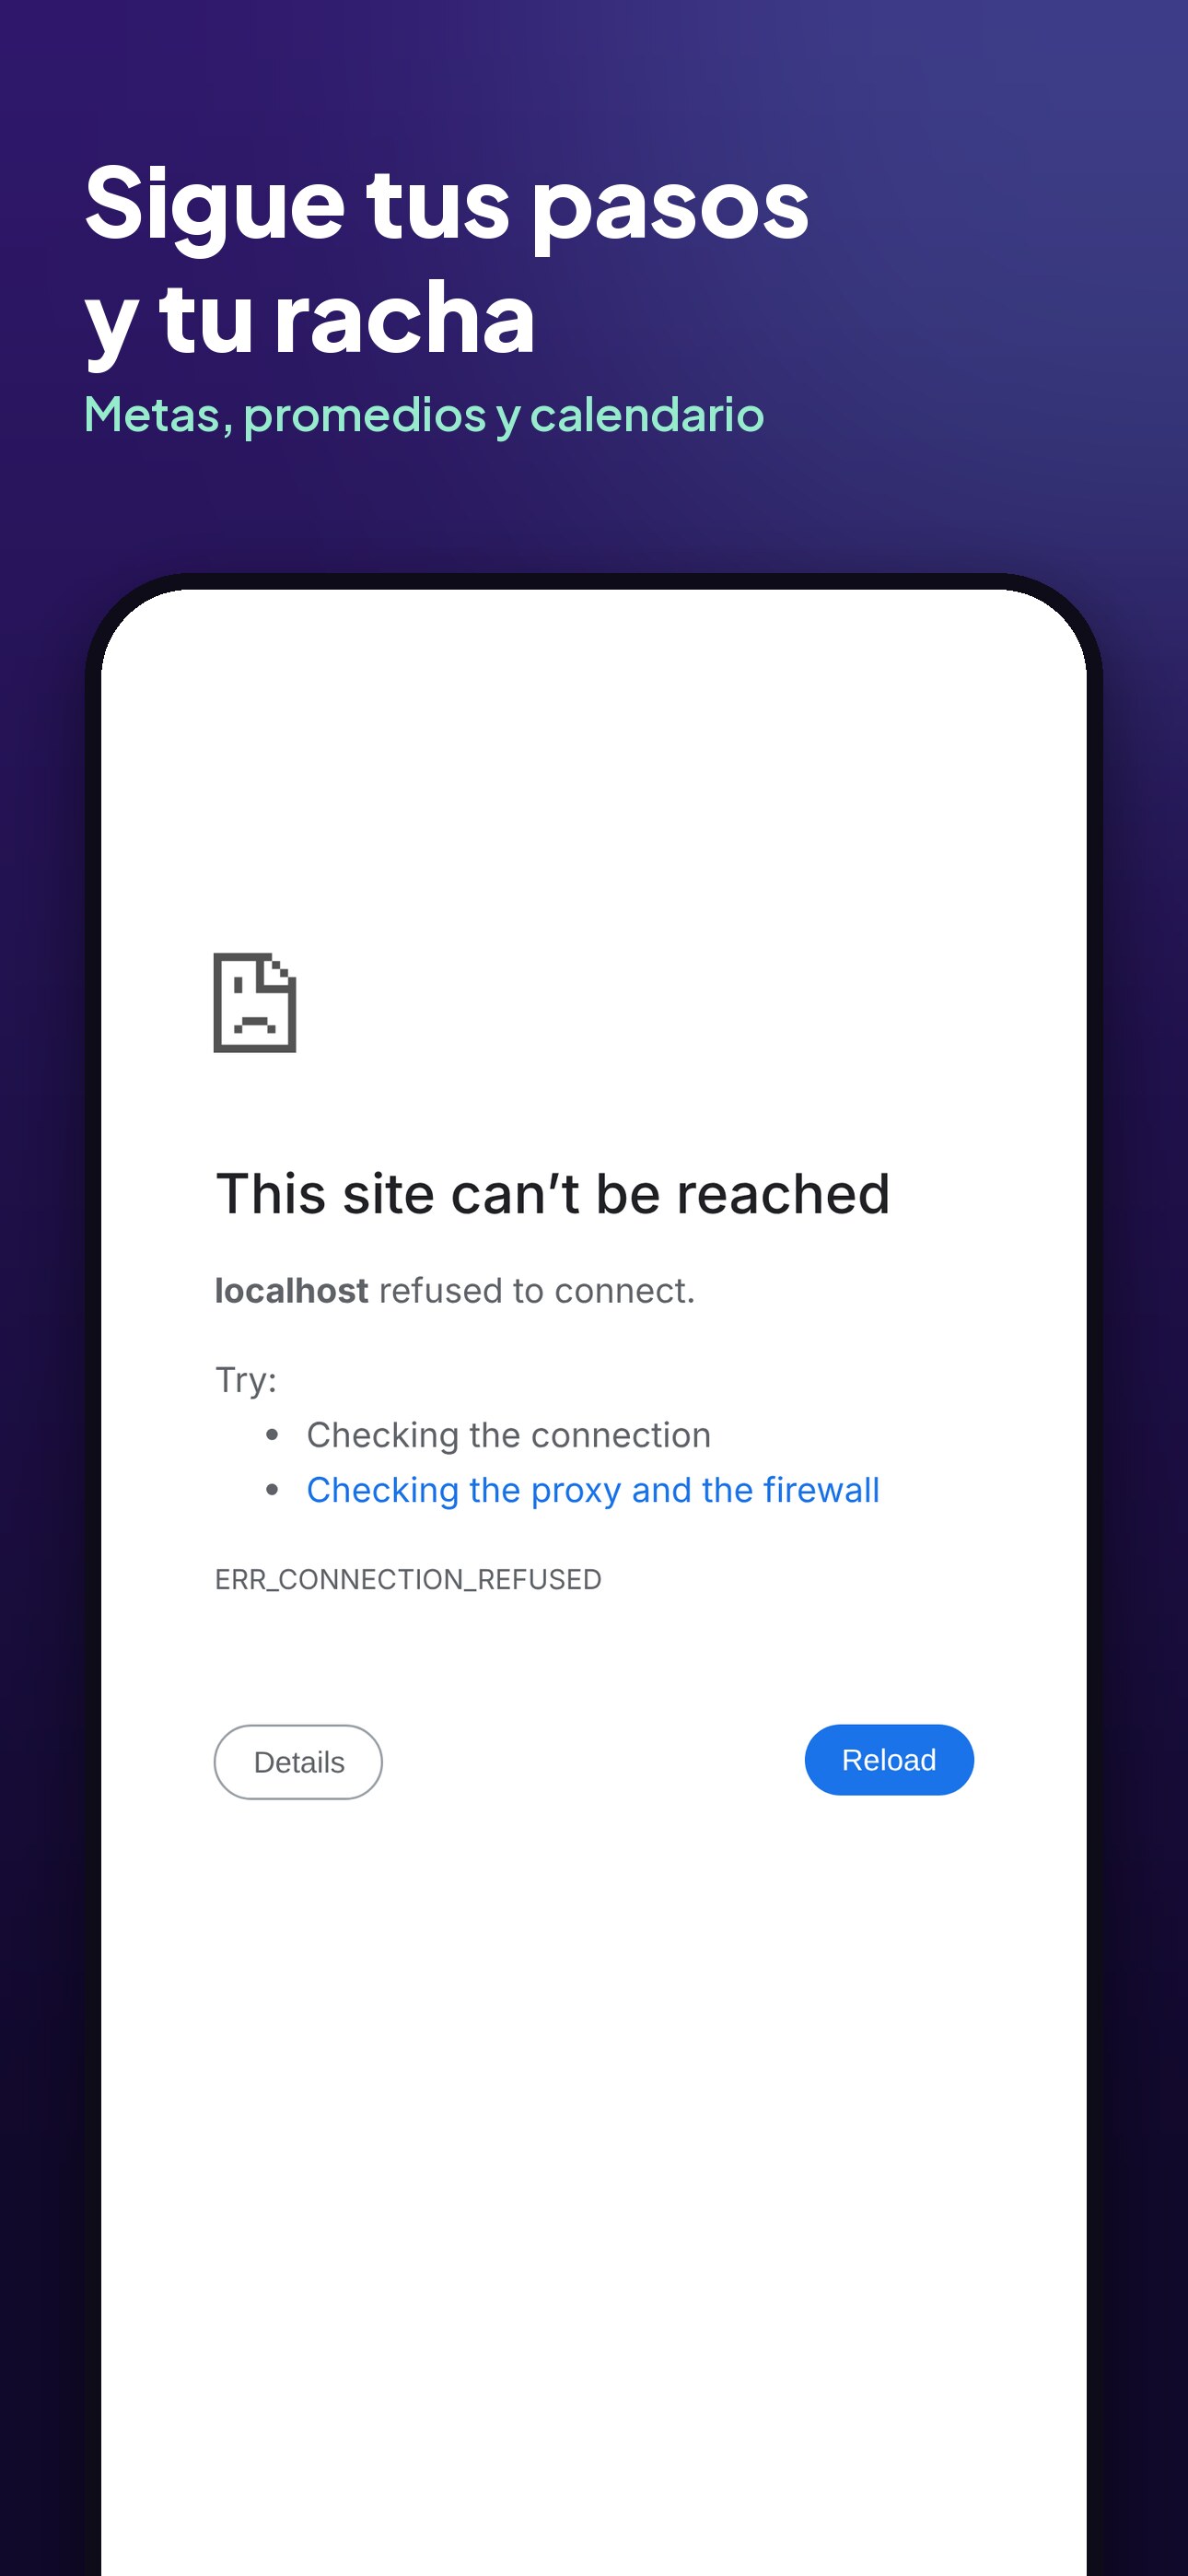 Sigue tus pasos
y tu racha
Metas, promedios y calendario
This site can’t be reached
localhost refused to connect.
Try:
• Checking the connection
• Checking the proxy and the firewall
ERR_CONNECTION_REFUSED
Details
Reload